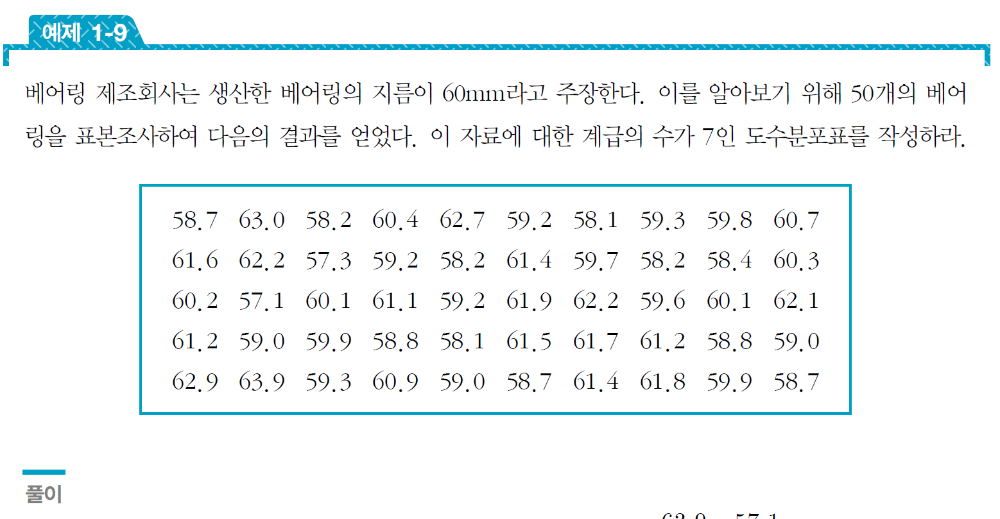 예제 1-9
베어링 제조회사는 생산한 베어링의 지름이 60mm라고 주장한다. 이를 알아보기 위해 50개의 베어
링을 표본조사하여 다음의 결과를 얻었다. 이 자료에 대한 계급의 수가 7인 도수분포표를 작성하라.
58.7 63.0 58.2 60.4 62.7 59.2 58.1 59.3 59.8 60.7
61.6 62.2 57.3 59.2 58.2 61.4 59.7 58.2 58.4 60.3
60.2 57.1 60.1 61.1 59.2 61.9 62.2 59.6 60.1 62.1
61.2 59.0 59.9 58.8 58.1 61.5 61.7 61.2 58.8 59.0
62.9 63.9 59.3 60.9 59.0 58.7 61.4 61.8 59.9 58.7
풀이